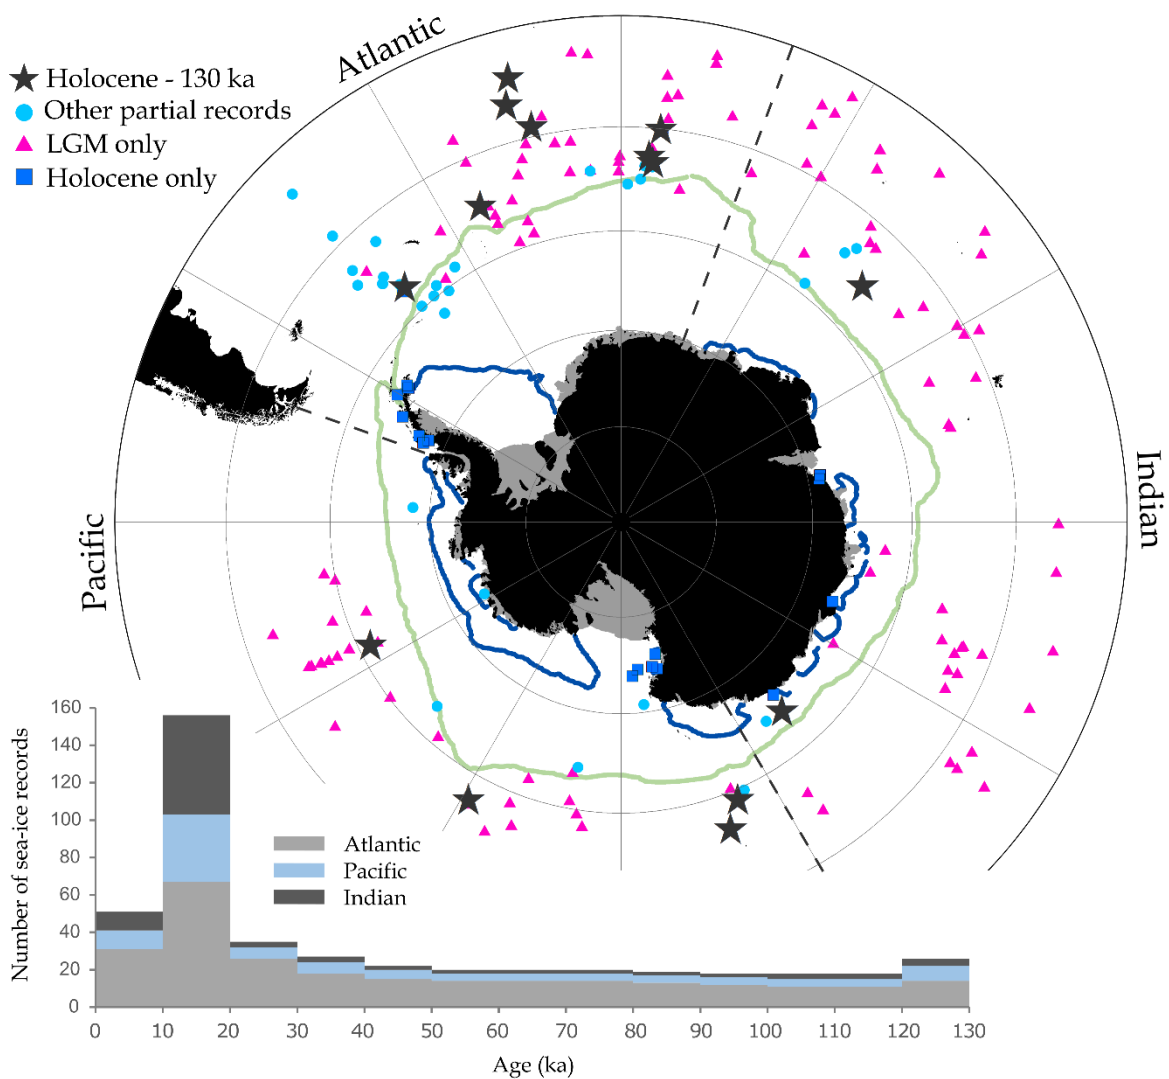 Atlantic
Holocene - 130 ka
Other partial records
LGM only
Holocene only
Indian
Pacific
160
140
120
100
80
60
40
20
0
Number of sea-ice records
Atlantic
Pacific
Indian
0 10 20 30 40 50 60 70 80 90 100 110 120 130
Age (ka)